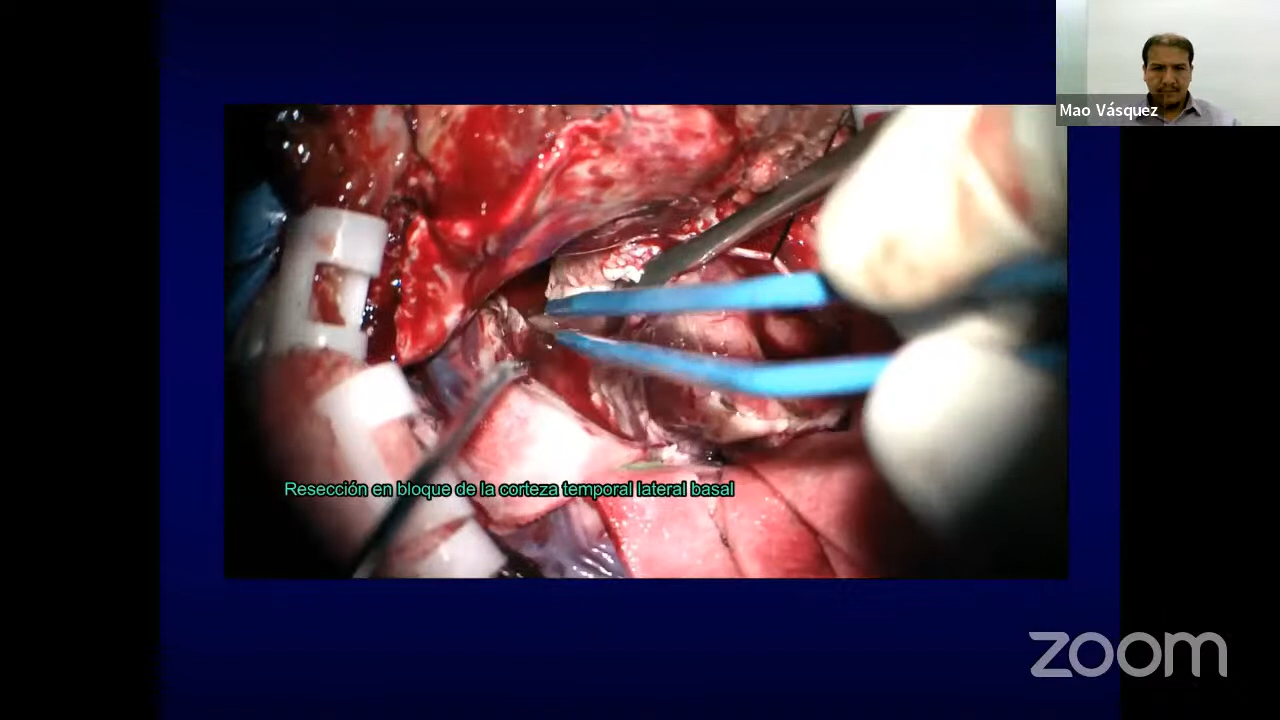 Mao Vásquez
Resección en bloque de la corteza temporal lateral basal
zoom